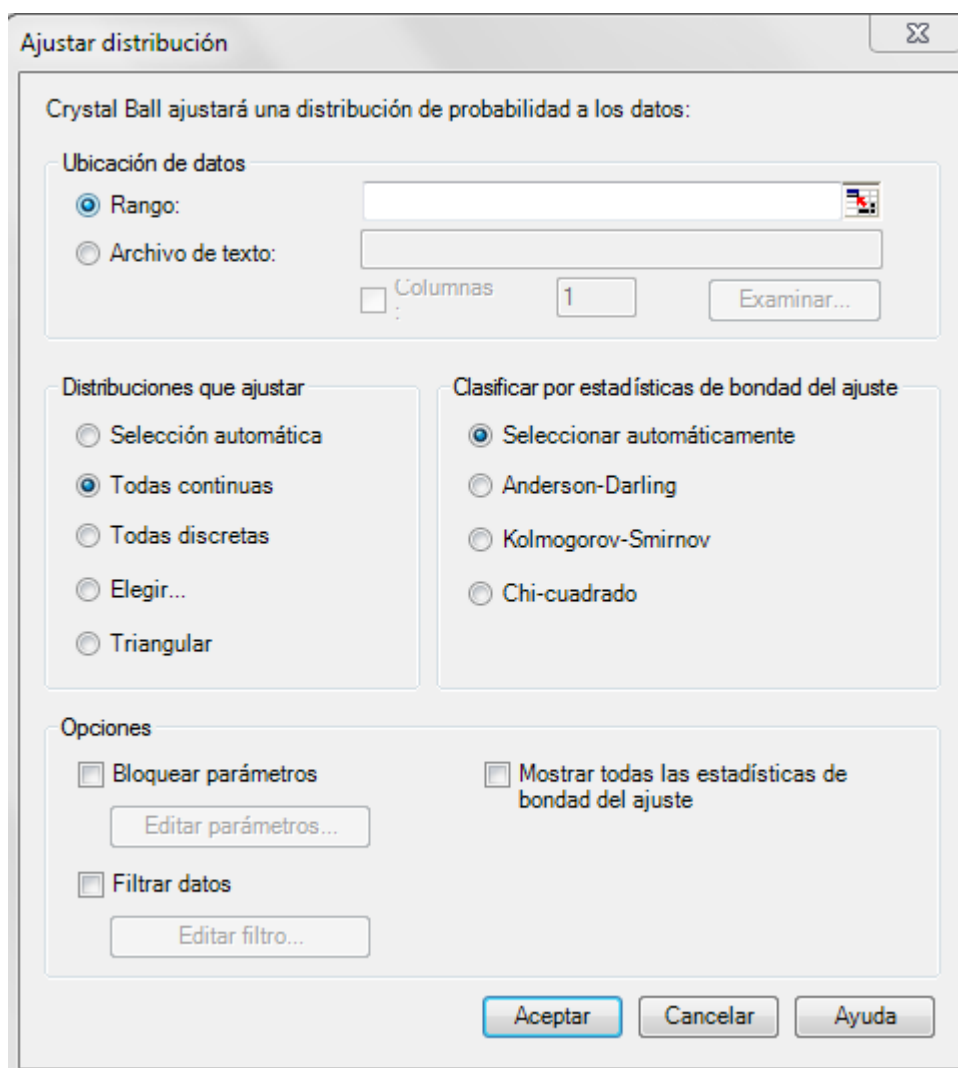 Ajustar distribución
Crystal Ball ajustará una distribución de probabilidad a los datos:
Ubicación de datos
Rango:
Archivo de texto:
Columnas :
1
Examinar...
Distribuciones que ajustar
Selección automática
Todas continuas
Todas discretas
Elegir...
Triangular
Clasificar por estadísticas de bondad del ajuste
Seleccionar automáticamente
Anderson-Darling
Kolmogorov-Smirnov
Chi-cuadrado
Opciones
Bloquear parámetros
Editar parámetros...
Filtrar datos
Editar filtro...
Mostrar todas las estadísticas de
bondad del ajuste
Aceptar
Cancelar
Ayuda